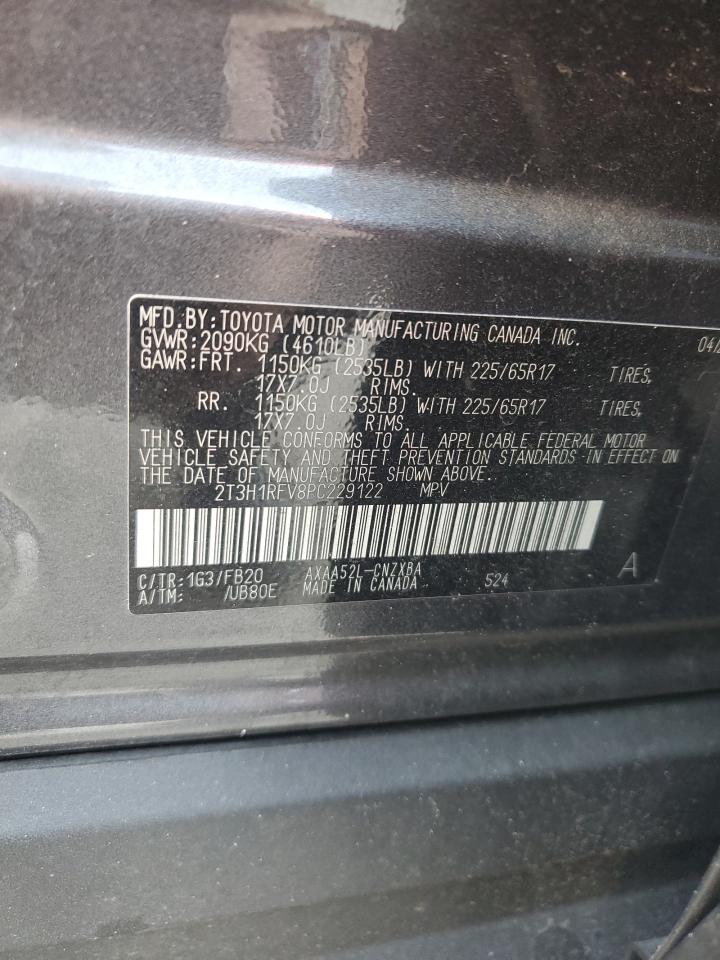 MFD.BY:TOYOTA MOTOR MANUFACTURING CANADA INC. 04/
GVWR:2090KG (4610LB)
GAWR:FRT. 1150KG (2535LB) WITH 225/65R17 TIRES,
17X7.0J RIMS.
RR. 1150KG (2535LB) WITH 225/65R17 TIRES,
17X7.0J RIMS.
THIS VEHICLE CONFORMS TO ALL APPLICABLE FEDERAL MOTOR
VEHICLE SAFETY AND THEFT PREVENTION STANDARDS IN EFFECT ON
THE DATE OF MANUFACTURE SHOWN ABOVE.
2T3H1RFV8PC229122 MPV
C/TR:1G3/FB20 AXAA52L-CNZXBA 524 A
A/TM: /UB80E MADE IN CANADA